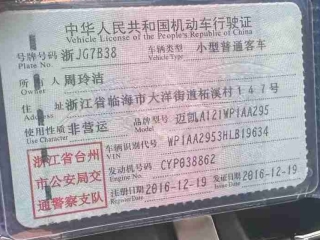 中华人民共和国机动车行驶证
Vehicle License of the People's Republic of China
号牌号码 浙JG7B38 车辆类型 小型普通客车
Plate No. Vehicle Type
所有人 周玲洁
Owner
住址 浙江省临海市大洋街道柘溪村147号
Address
使用性质 非营运 品牌型号 迈凯A121WP1AA295
Use Character Model
车辆识别代号 WP1AA2953HLB19634
VIN
发动机号码 CYP038862
Engine No.
注册日期 2016-12-19 发证日期 2016-12-19
Register Date Issue Date
浙江省台州
市公安局交
通警察支队